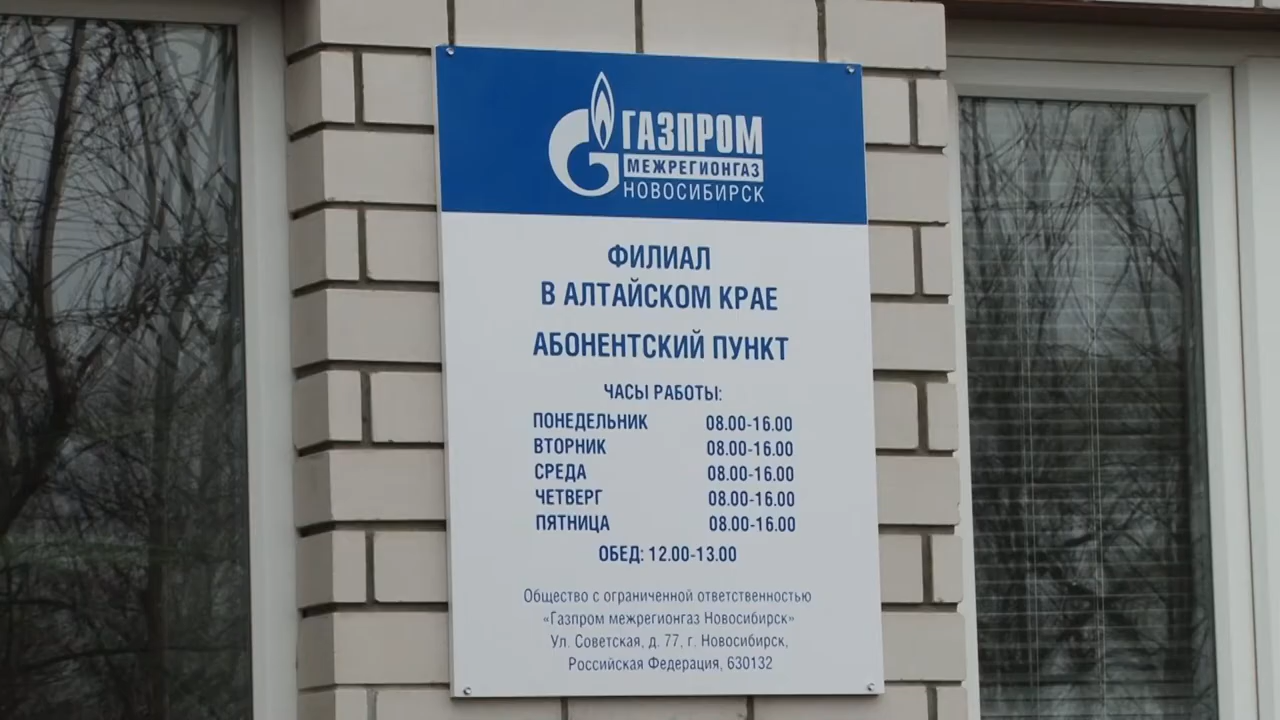 ГАЗПРОМ
МЕЖРЕГИОНГАЗ
НОВОСИБИРСК
ФИЛИАЛ
В АЛТАЙСКОМ КРАЕ
АБОНЕНТСКИЙ ПУНКТ
ЧАСЫ РАБОТЫ:
ПОНЕДЕЛЬНИК 08.00-16.00
ВТОРНИК 08.00-16.00
СРЕДА 08.00-16.00
ЧЕТВЕРГ 08.00-16.00
ПЯТНИЦА 08.00-16.00
ОБЕД: 12.00-13.00
Общество с ограниченной ответственностью
«Газпром межрегионгаз Новосибирск»
Ул. Советская, д. 77, г. Новосибирск,
Российская Федерация, 630132